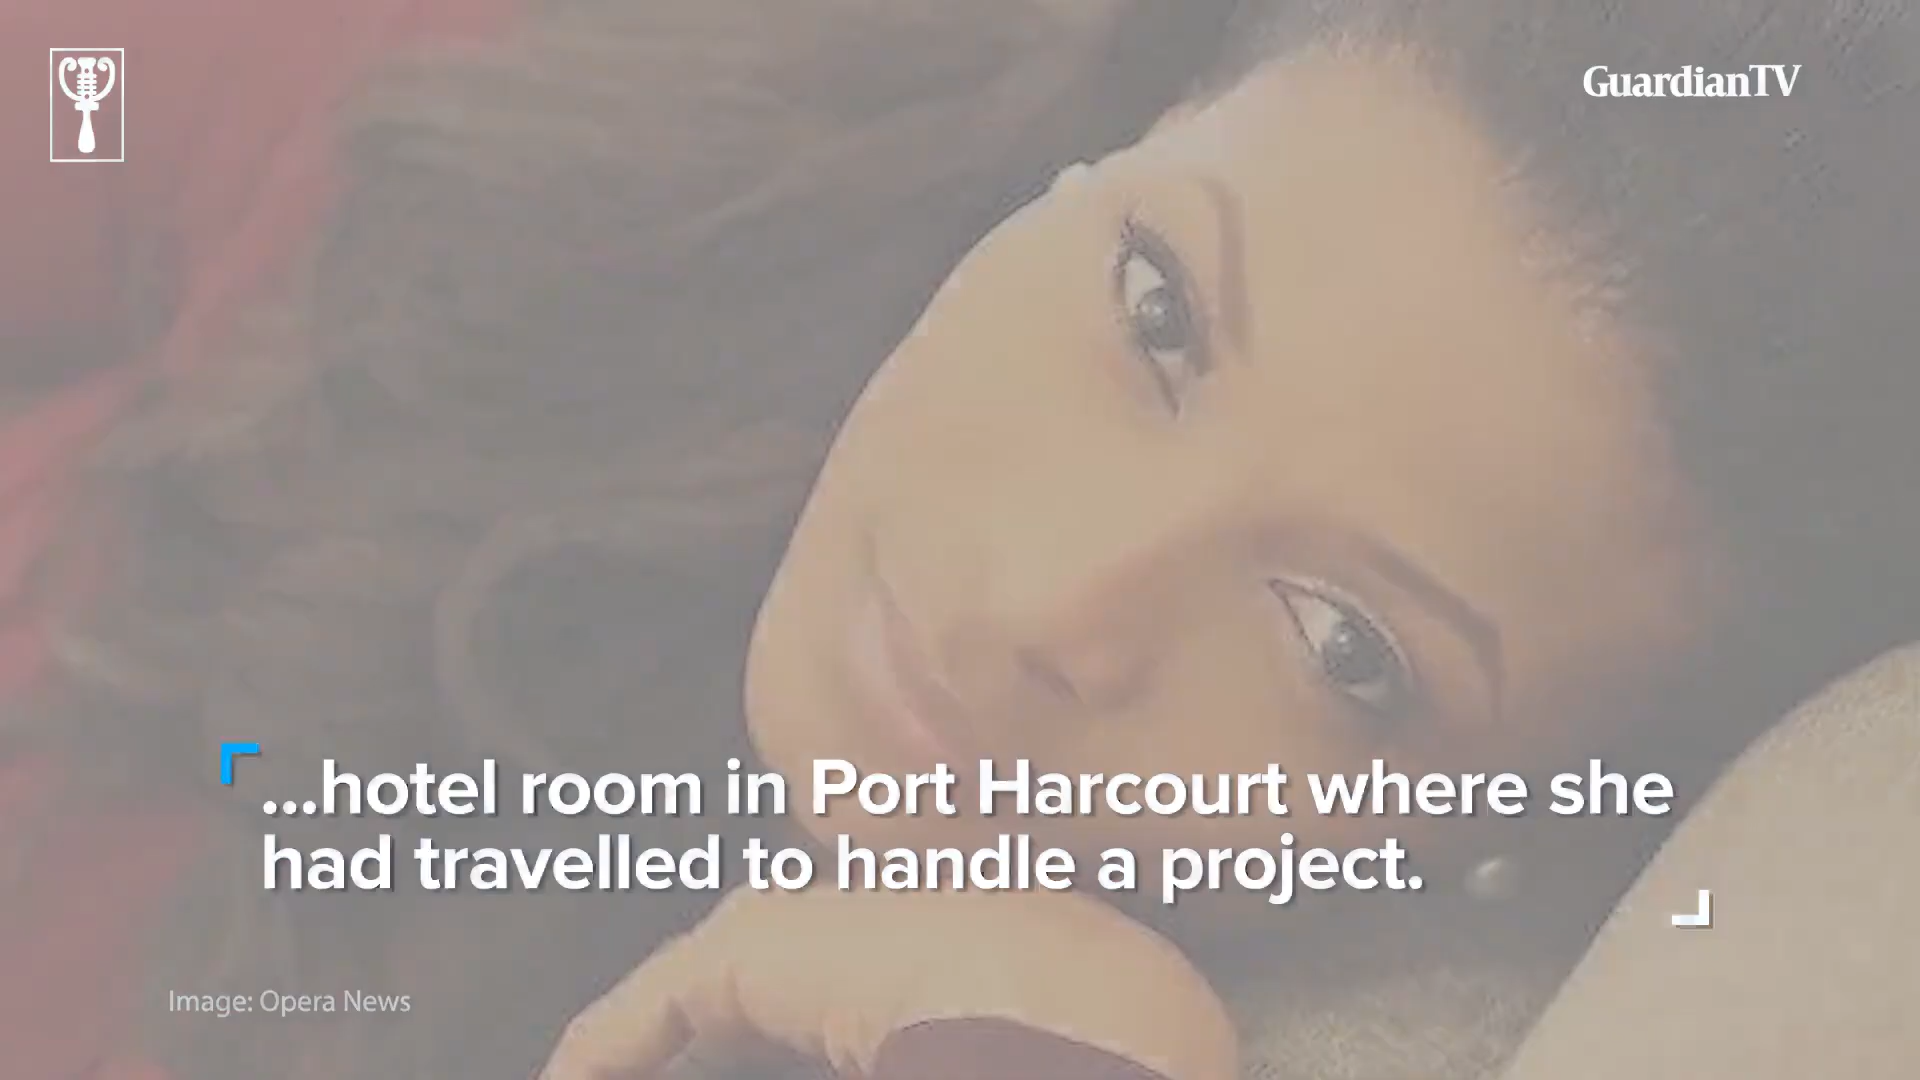 GuardianTV
...hotel room in Port Harcourt where she
had travelled to handle a project.
Image: Opera News